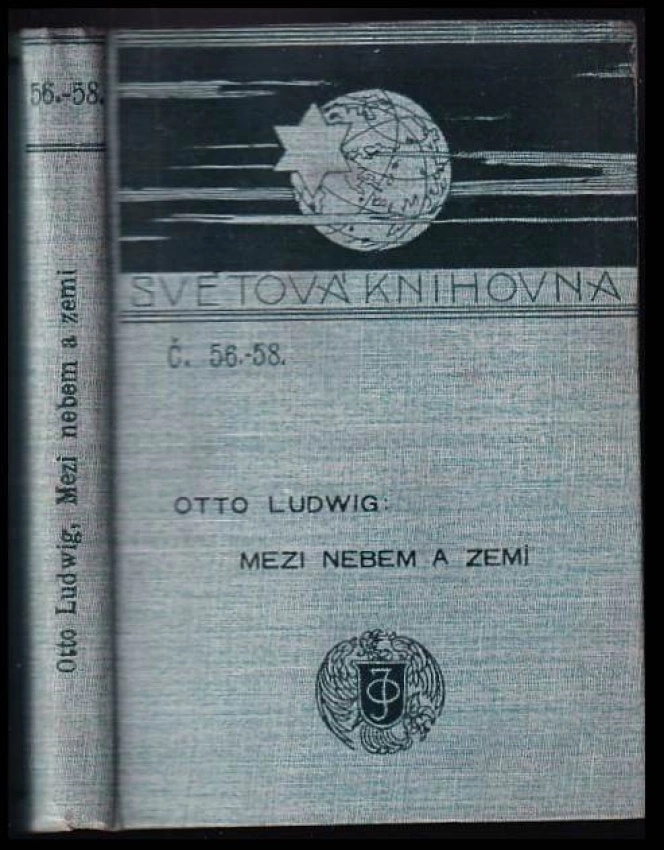 56.-58.
Otto Ludwig, Mezi nebem a zemí
SVĚTOVÁ KNIHOVNA
Č. 56.-58.
OTTO LUDWIG:
MEZI NEBEM A ZEMÍ